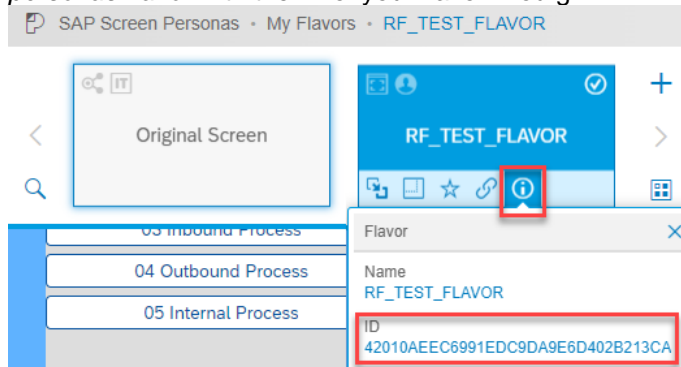 SAP Screen Personas • My Flavors • RF_TEST_FLAVOR
IT
Original Screen
RF_TEST_FLAVOR
03 Inbound Process
04 Outbound Process
05 Internal Process
Flavor
Name
RF_TEST_FLAVOR
ID
42010AEEC6991EDC9DA9E6D402B213CA